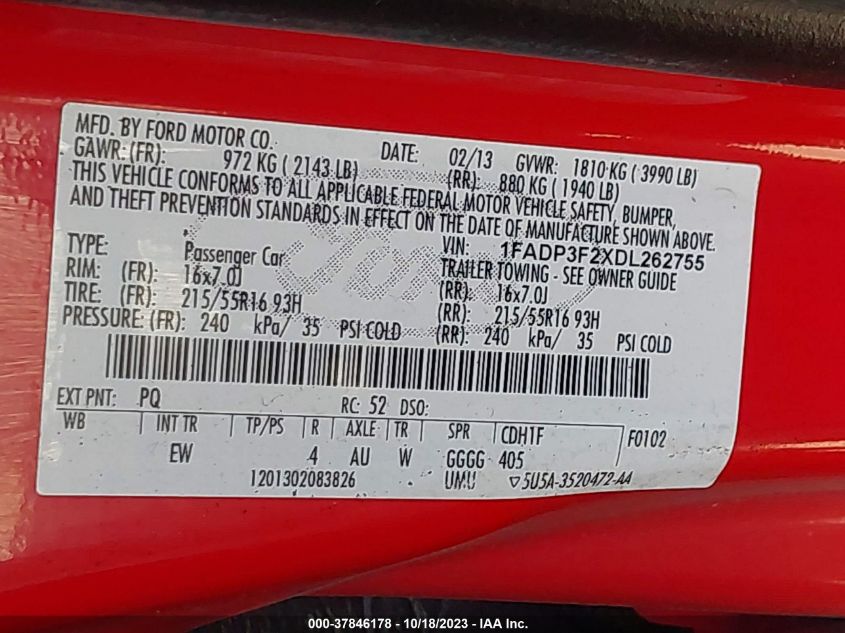 MFD. BY FORD MOTOR CO. DATE: 02/13 GVWR: 1810 KG ( 3990 LB)
GAWR: (FR): 972 KG ( 2143 LB) (RR): 880 KG ( 1940 LB)
THIS VEHICLE CONFORMS TO ALL APPLICABLE FEDERAL MOTOR VEHICLE SAFETY, BUMPER,
AND THEFT PREVENTION STANDARDS IN EFFECT ON THE DATE OF MANUFACTURE SHOWN ABOVE.
VIN: 1FADP3F2XDL262755
TYPE: Passenger Car TRAILER TOWING - SEE OWNER GUIDE
RIM: (FR): 16x7.0J (RR): 16x7.0J
TIRE: (FR): 215/55R16 93H (RR): 215/55R16 93H
PRESSURE: (FR): 240 kPa/ 35 PSI COLD (RR): 240 kPa/ 35 PSI COLD
EXT PNT: PQ RC: 52 DSO:
WB INT TR TP/PS R AXLE TR SPR CDH1F F0102
EW 4 AU W GGGG 405
1201302083826 UMU ▽5U5A-3520472-AA
000-37846178 - 10/18/2023 - IAA Inc.